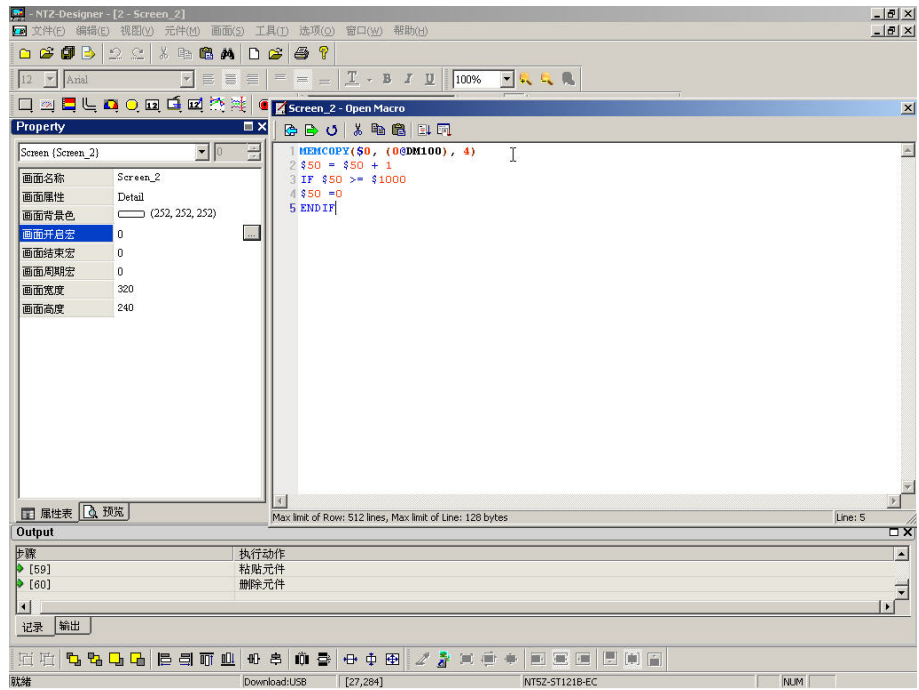 - NTZ-Designer - [2 - Screen_2]
文件(F) 编辑(E) 视图(V) 元件(M) 画面(S) 工具(T) 选项(O) 窗口(W) 帮助(H)
12 Arial 100%
Property
Screen {Screen_2} 0
画面名称 Screen_2
画面属性 Detail
画面背景色 (252, 252, 252)
画面开启宏 0 ...
画面结束宏 0
画面周期宏 0
画面宽度 320
画面高度 240
属性表 预览
Screen_2 - Open Macro
1 MEMCOPY($0, (0@DM100), 4)
2 $50 = $50 + 1
3 IF $50 >= $1000
4 $50 =0
5 ENDIF
Max limit of Row: 512 lines, Max limit of Line: 128 bytes Line: 5
Output
步骤 执行动作
[59] 粘贴元件
[60] 删除元件
记录 输出
就绪 Download:USB [27,284] NT5Z-ST121B-EC NUM